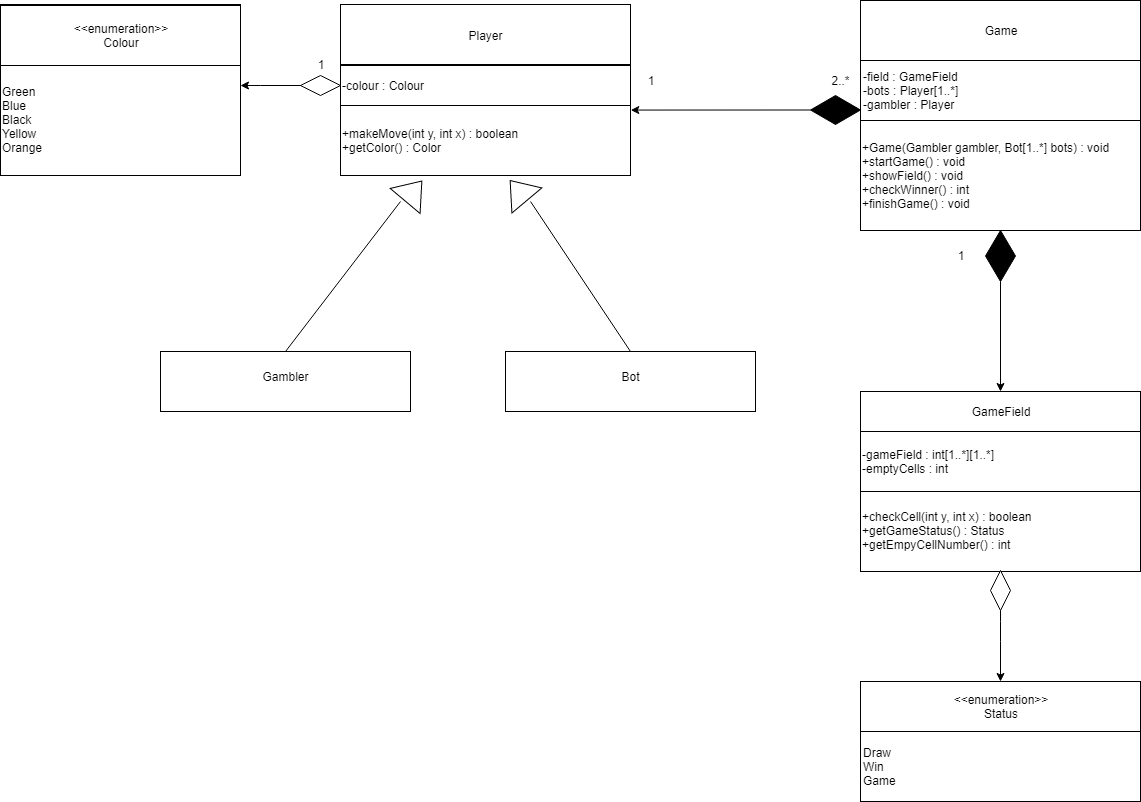 <<enumeration>>
Colour
Green
Blue
Black
Yellow
Orange
1
Player
-colour : Colour
+makeMove(int y, int x) : boolean
+getColor() : Color
1
2..*
Game
-field : GameField
-bots : Player[1..*]
-gambler : Player
+Game(Gambler gambler, Bot[1..*] bots) : void
+startGame() : void
+showField() : void
+checkWinner() : int
+finishGame() : void
1
Gambler
Bot
GameField
-gameField : int[1..*][1..*]
-emptyCells : int
+checkCell(int y, int x) : boolean
+getGameStatus() : Status
+getEmpyCellNumber() : int
<<enumeration>>
Status
Draw
Win
Game